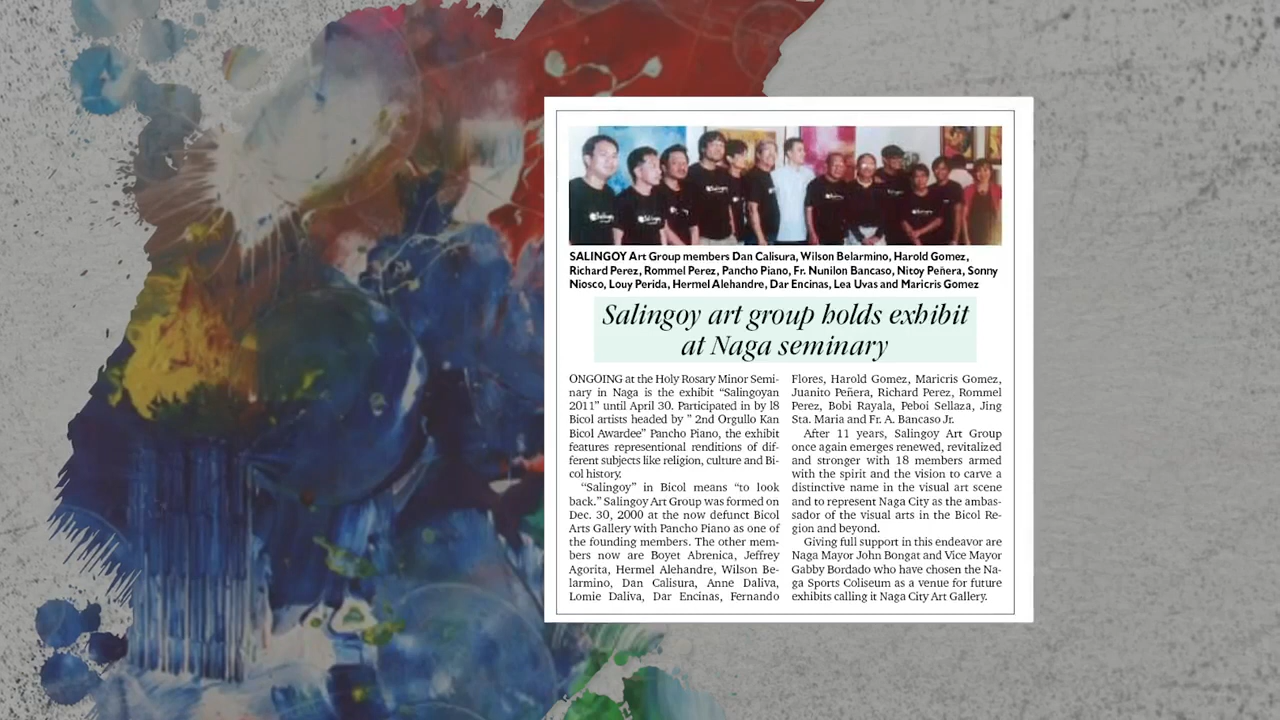 SALINGOY Art Group members Dan Calisura, Wilson Belarmino, Harold Gomez,
Richard Perez, Rommel Perez, Pancho Piano, Fr. Nunilon Bancaso, Nitoy Peñera, Sonny
Niosco, Louy Perida, Hermel Alehandre, Dar Encinas, Lea Uvas and Maricris Gomez
Salingoy art group holds exhibit
at Naga seminary
ONGOING at the Holy Rosary Minor Semi-
nary in Naga is the exhibit “Salingoyan
2011” until April 30. Participated in by 18
Bicol artists headed by ” 2nd Orgullo Kan
Bicol Awardee” Pancho Piano, the exhibit
features representional renditions of dif-
ferent subjects like religion, culture and Bi-
col history.
“Salingoy” in Bicol means “to look
back.” Salingoy Art Group was formed on
Dec. 30, 2000 at the now defunct Bicol
Arts Gallery with Pancho Piano as one of
the founding members. The other mem-
bers now are Boyet Abrenica, Jeffrey
Agorita, Hermel Alehandre, Wilson Be-
larmino, Dan Calisura, Anne Daliva,
Lomie Daliva, Dar Encinas, Fernando
Flores, Harold Gomez, Maricris Gomez,
Juanito Peñera, Richard Perez, Rommel
Perez, Bobi Rayala, Peboi Sellaza, Jing
Sta. Maria and Fr. A. Bancaso Jr.
After 11 years, Salingoy Art Group
once again emerges renewed, revitalized
and stronger with 18 members armed
with the spirit and the vision to carve a
distinctive name in the visual art scene
and to represent Naga City as the ambas-
sador of the visual arts in the Bicol Re-
gion and beyond.
Giving full support in this endeavor are
Naga Mayor John Bongat and Vice Mayor
Gabby Bordado who have chosen the Na-
ga Sports Coliseum as a venue for future
exhibits calling it Naga City Art Gallery.